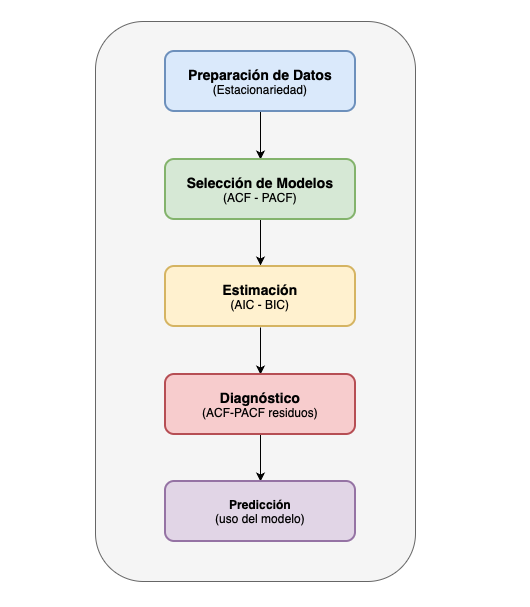 Preparación de Datos
(Estacionariedad)
Selección de Modelos
(ACF - PACF)
Estimación
(AIC - BIC)
Diagnóstico
(ACF-PACF residuos)
Predicción
(uso del modelo)